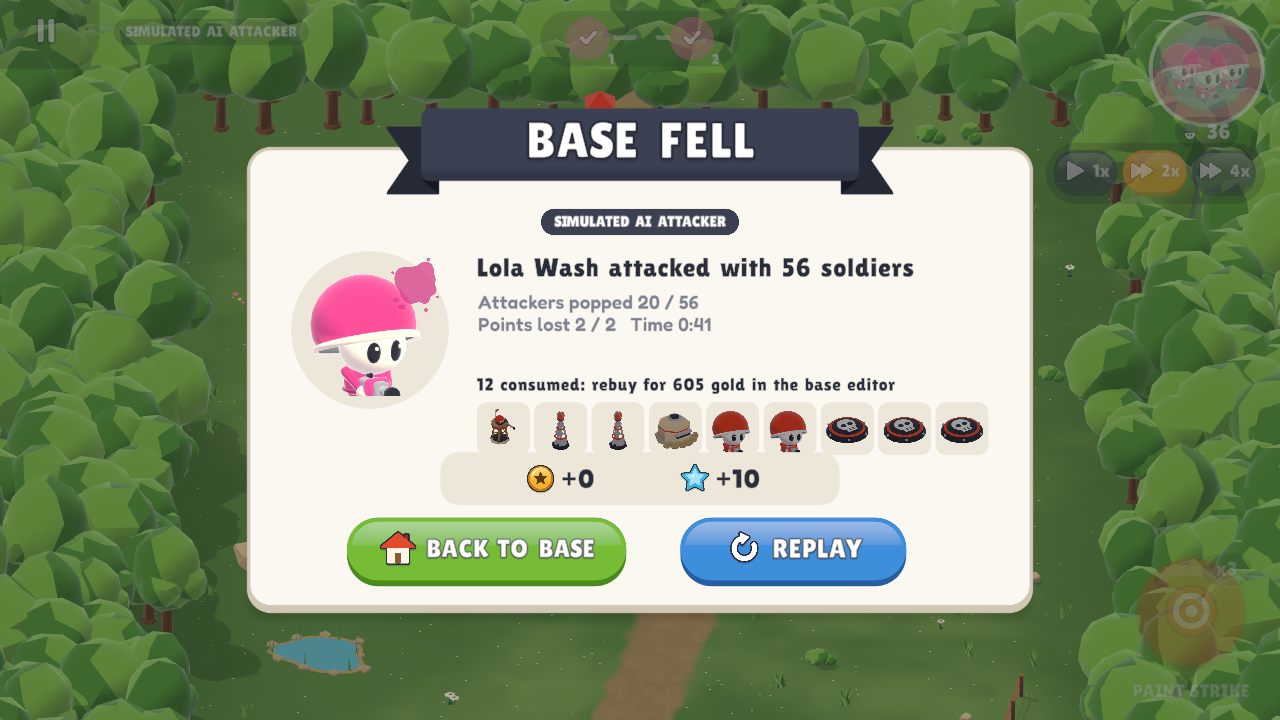 SIMULATED AI ATTACKER
1
2
36
1x
2x
4x
BASE FELL
SIMULATED AI ATTACKER
Lola Wash attacked with 56 soldiers
Attackers popped 20 / 56
Points lost 2 / 2 Time 0:41
12 consumed: rebuy for 605 gold in the base editor
+0
+10
BACK TO BASE
REPLAY
x3
PAINT STRIKE